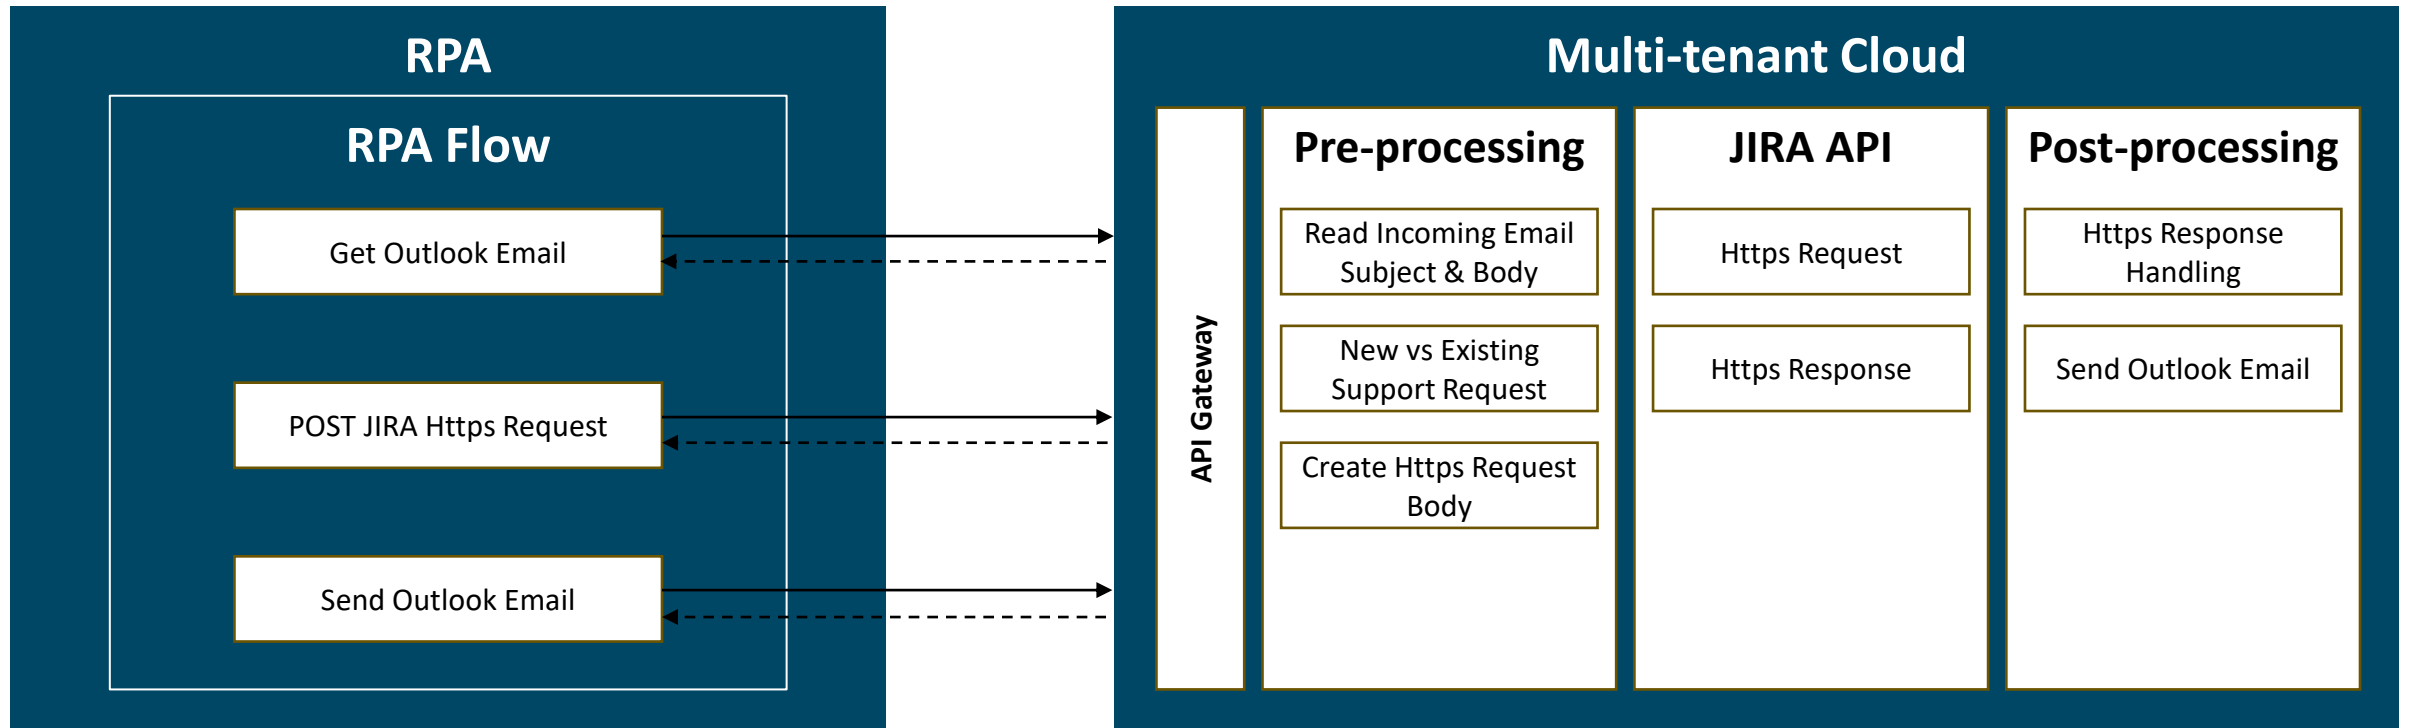 RPA
RPA Flow
Get Outlook Email
POST JIRA Https Request
Send Outlook Email
Multi-tenant Cloud
API Gateway
Pre-processing
Read Incoming Email
Subject & Body
New vs Existing
Support Request
Create Https Request
Body
JIRA API
Https Request
Https Response
Post-processing
Https Response
Handling
Send Outlook Email